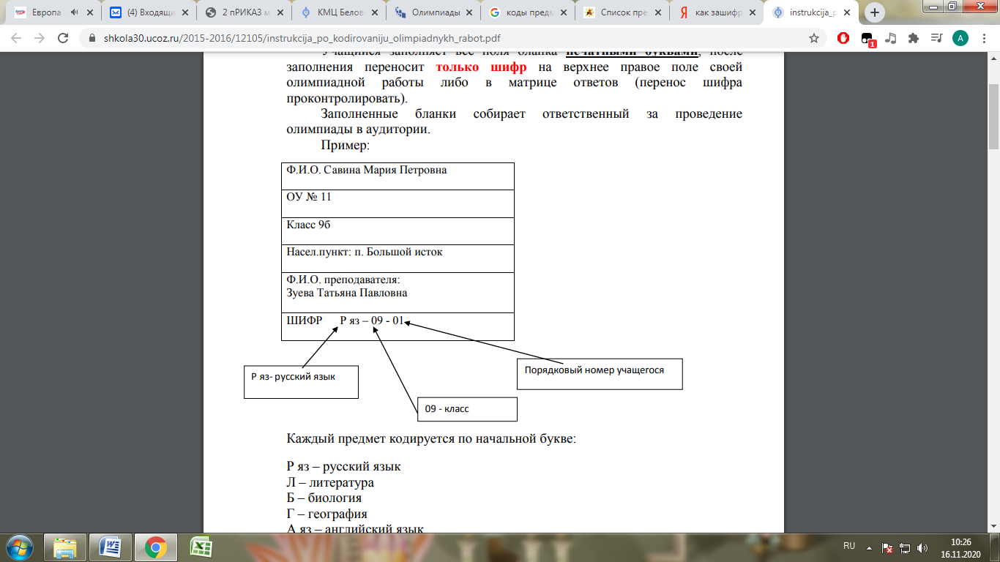 Европа
(4) Входящи
2 пРИКАЗ м
КМЦ Белов
Олимпиады
коды предм
Список пре
как зашифр
instrukcija_p
shkola30.ucoz.ru/2015-2016/12105/instrukcija_po_kodirovaniju_olimpiadnykh_rabot.pdf
1
A
Учащийся заполняет все поля бланка печатными буквами, после
заполнения переносит только шифр на верхнее правое поле своей
олимпиадной работы либо в матрице ответов (перенос шифра
проконтролировать).
Заполненные бланки собирает ответственный за проведение
олимпиады в аудитории.
Пример:
Ф.И.О. Савина Мария Петровна
ОУ № 11
Класс 9б
Насел.пункт: п. Большой исток
Ф.И.О. преподавателя:
Зуева Татьяна Павловна
ШИФР Р яз – 09 - 01
Р яз- русский язык
Порядковый номер учащегося
09 - класс
Каждый предмет кодируется по начальной букве:
Р яз – русский язык
Л – литература
Б – биология
Г – география
А яз – английский язык
RU
10:26
16.11.2020